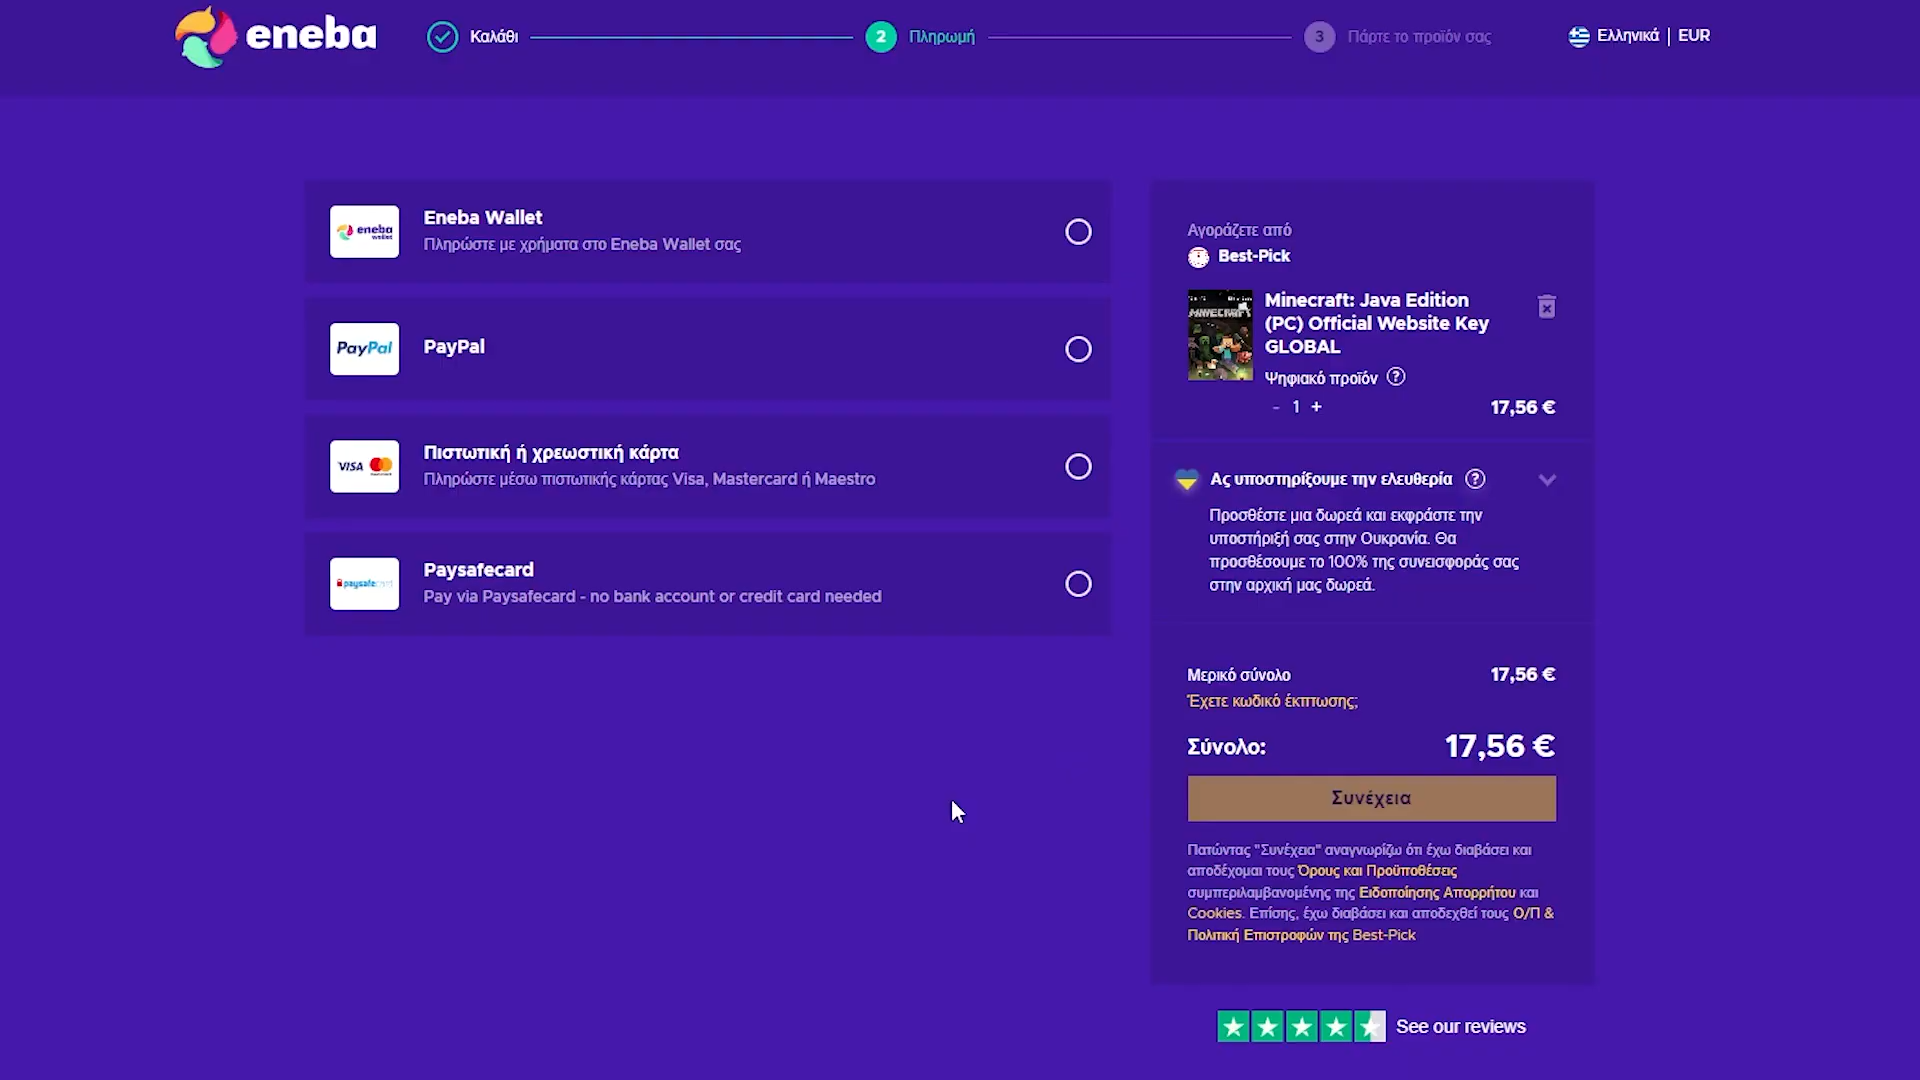 eneba
Καλάθι
2 Πληρωμή
3 Πάρτε το προϊόν σας
Ελληνικά | EUR
eneba wallet
Eneba Wallet
Πληρώστε με χρήματα στο Eneba Wallet σας
PayPal
PayPal
VISA
Πιστωτική ή χρεωστική κάρτα
Πληρώστε μέσω πιστωτικής κάρτας Visa, Mastercard ή Maestro
paysafecard
Paysafecard
Pay via Paysafecard - no bank account or credit card needed
Αγοράζετε από
Best-Pick
MINECRAFT
Minecraft: Java Edition
(PC) Official Website Key
GLOBAL
Ψηφιακό προϊόν ?
- 1 +
17,56 €
Ας υποστηρίξουμε την ελευθερία ?
Προσθέστε μια δωρεά και εκφράστε την
υποστήριξή σας στην Ουκρανία. Θα
προσθέσουμε το 100% της συνεισφοράς σας
στην αρχική μας δωρεά.
Μερικό σύνολο 17,56 €
Έχετε κωδικό έκπτωσης;
Σύνολο: 17,56 €
Συνέχεια
Πατώντας "Συνέχεια" αναγνωρίζω ότι έχω διαβάσει και
αποδέχομαι τους Όρους και Προϋποθέσεις
συμπεριλαμβανομένης της Ειδοποίησης Απορρήτου και
Cookies. Επίσης, έχω διαβάσει και αποδεχθεί τους Ο/Π &
Πολιτική Επιστροφών της Best-Pick
See our reviews